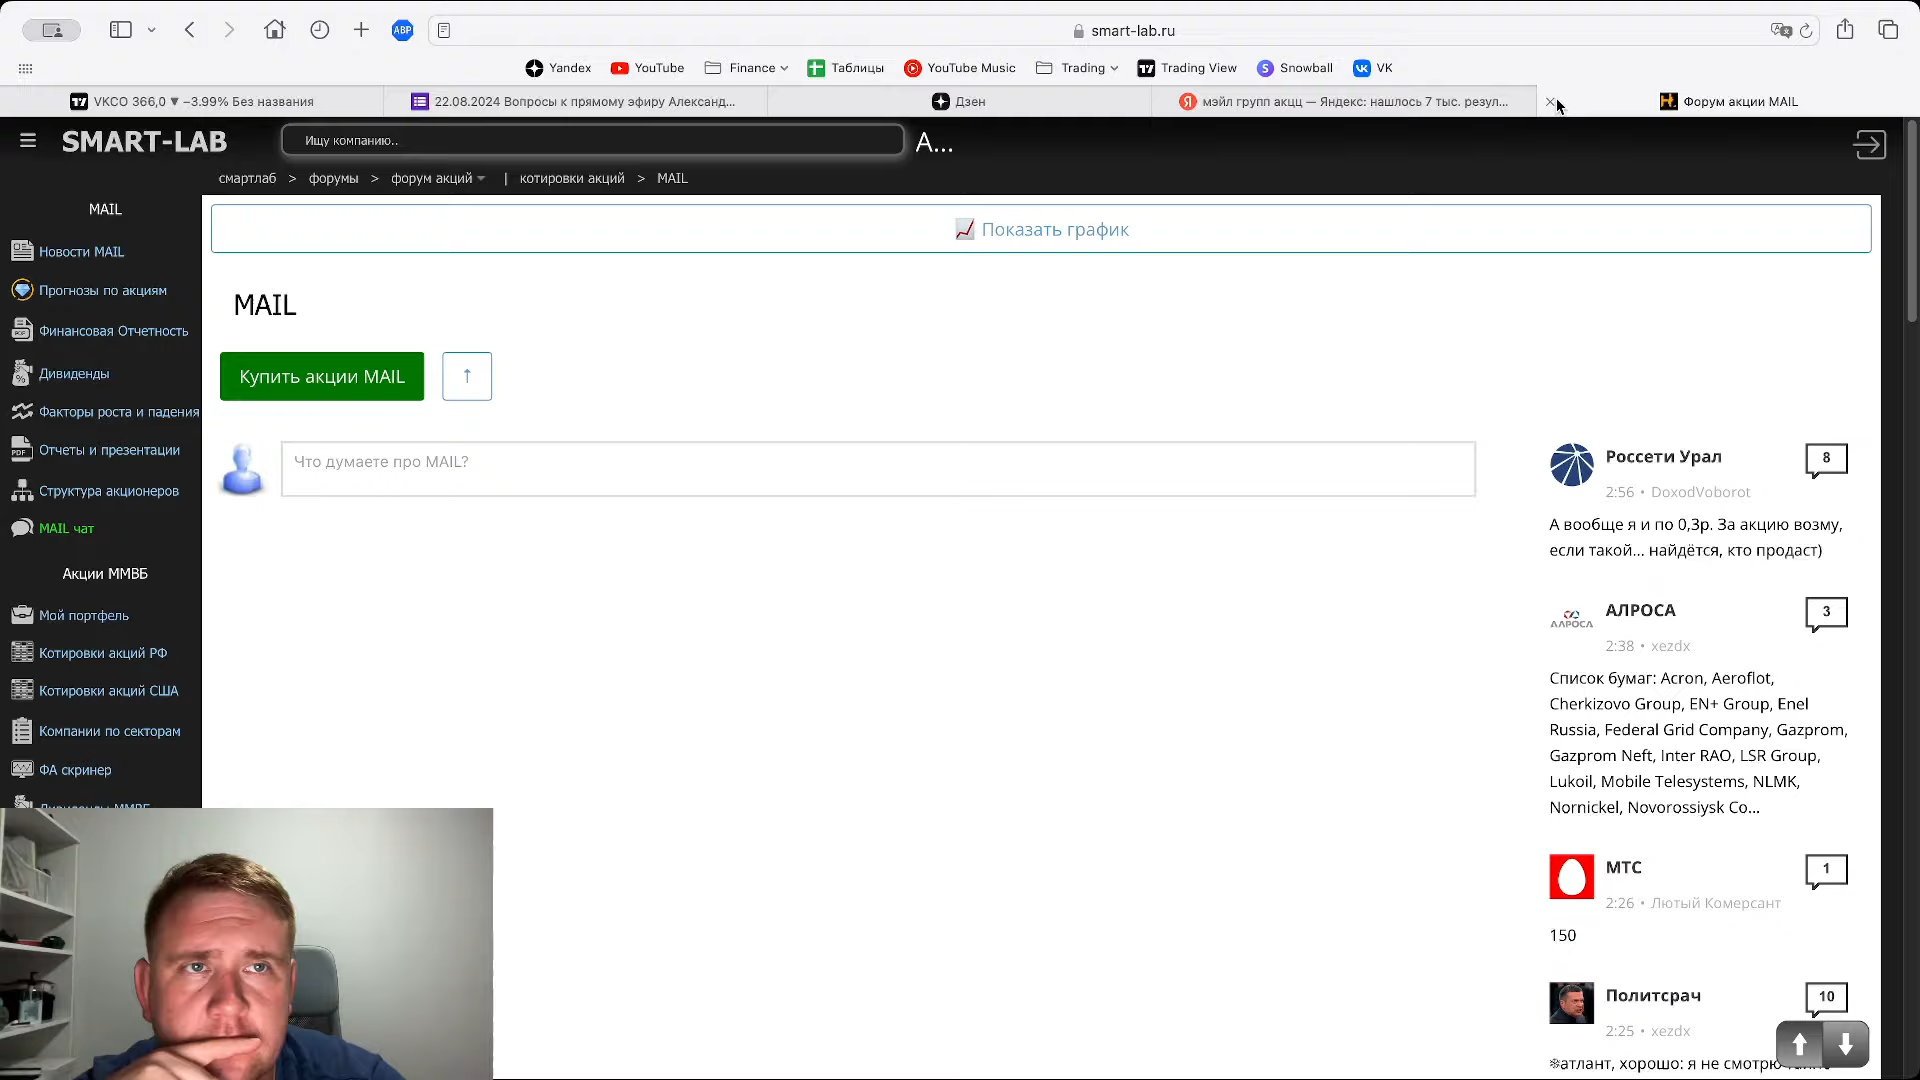 ABP
smart-lab.ru
Yandex
YouTube
Finance
Таблицы
YouTube Music
Trading
Trading View
Snowball
VK
VKCO 366,0 ▼ −3.99% Без названия
22.08.2024 Вопросы к прямому эфиру Александ...
Дзен
мэйл групп акцц — Яндекс: нашлось 7 тыс. резул...
Форум акции MAIL
SMART-LAB
Ищу компанию..
А...
смартлаб > форумы > форум акций | котировки акций > MAIL
MAIL
Новости MAIL
Прогнозы по акциям
Финансовая Отчетность
Дивиденды
Факторы роста и падения
Отчеты и презентации
Структура акционеров
MAIL чат
Акции ММВБ
Мой портфель
Котировки акций РФ
Котировки акций США
Компании по секторам
ФА скринер
Дивиденды ММВБ
Показать график
MAIL
Купить акции MAIL
↑
Что думаете про MAIL?
Россети Урал
8
2:56 • DoxodVoborot
А вообще я и по 0,3р. За акцию возму,
если такой... найдётся, кто продаст)
АЛРОСА
АЛРОСА
3
2:38 • xezdx
Список бумаг: Acron, Aeroflot,
Cherkizovo Group, EN+ Group, Enel
Russia, Federal Grid Company, Gazprom,
Gazprom Neft, Inter RAO, LSR Group,
Lukoil, Mobile Telesystems, NLMK,
Nornickel, Novorossiysk Co...
МТС
1
2:26 • Лютый Комерсант
150
Политсрач
10
2:25 • xezdx
❄атлант, хорошо: я не смотрю